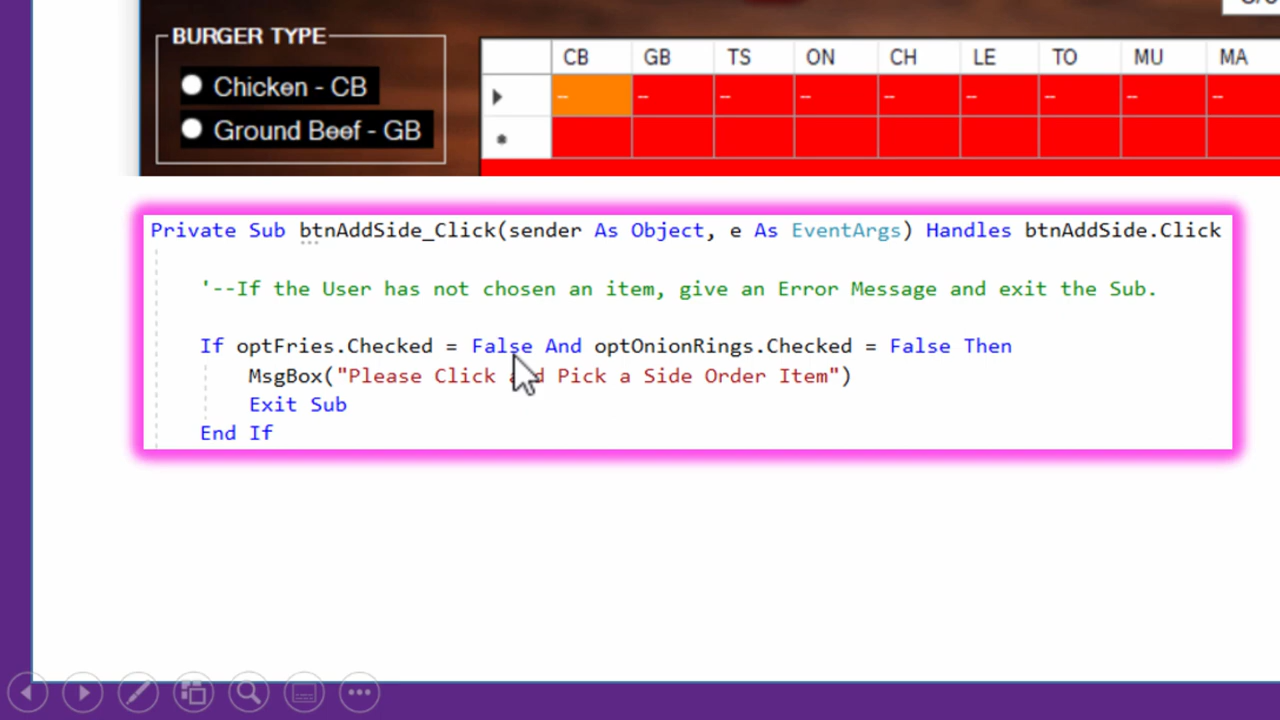 BURGER TYPE
Chicken - CB
Ground Beef - GB
CB GB TS ON CH LE TO MU MA
-- -- -- -- -- -- -- -- --
Private Sub btnAddSide_Click(sender As Object, e As EventArgs) Handles btnAddSide.Click
'--If the User has not chosen an item, give an Error Message and exit the Sub.
If optFries.Checked = False And optOnionRings.Checked = False Then
MsgBox("Please Click and Pick a Side Order Item")
Exit Sub
End If